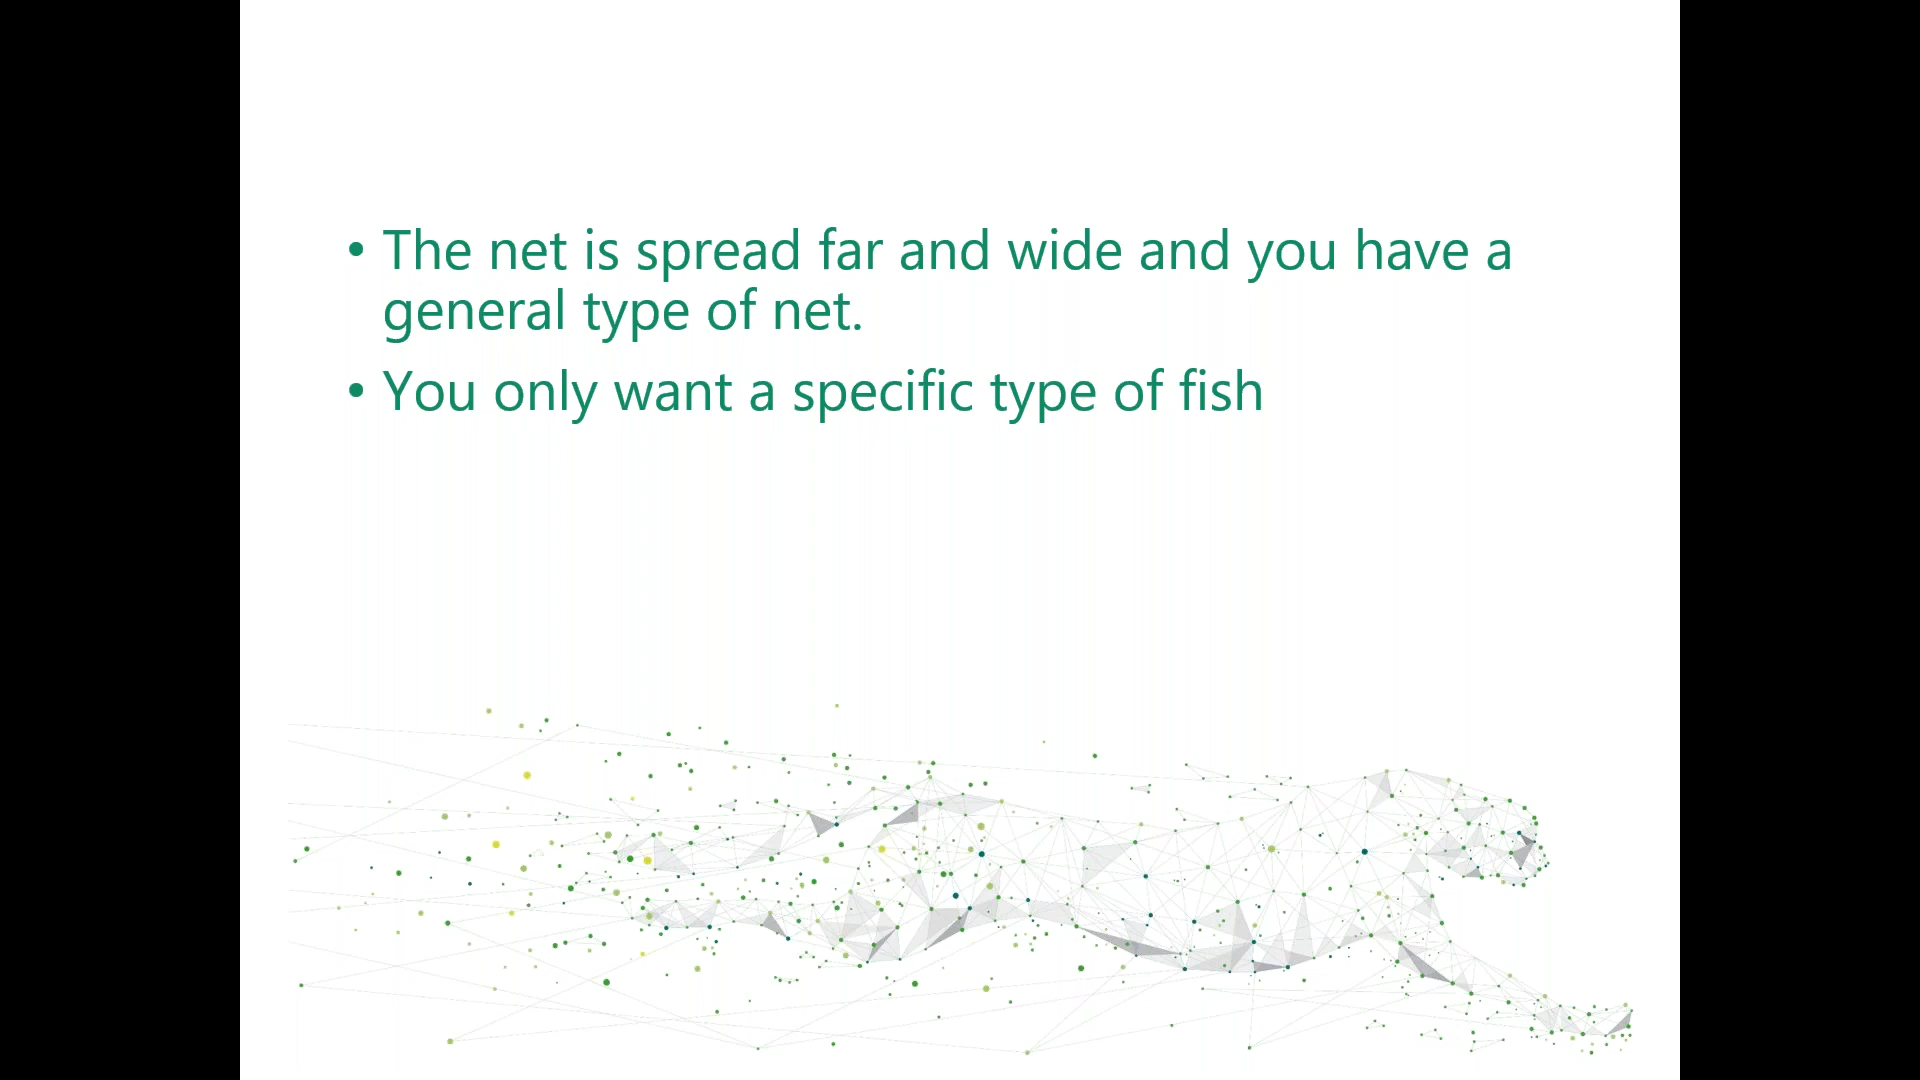 • The net is spread far and wide and you have a
general type of net.
• You only want a specific type of fish